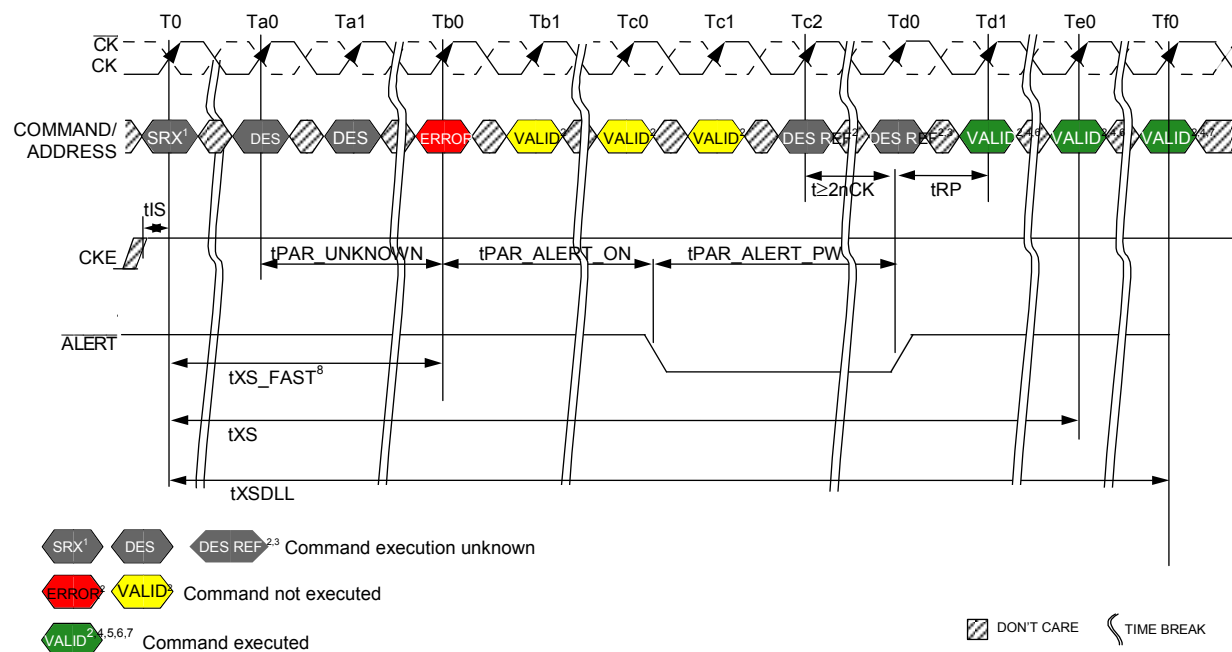 T0 Ta0 Ta1 Tb0 Tb1 Tc0 Tc1 Tc2 Td0 Td1 Te0 Tf0
CK
CK
COMMAND/
ADDRESS
SRX1 DES DES ERROR VALID2 VALID2 VALID2 DES REF2 DES REF2,3 VALID2,4,6 VALID2,4,6 VALID2,4,7
t≥2nCK tRP
tIS
CKE
tPAR_UNKNOWN tPAR_ALERT_ON tPAR_ALERT_PW
ALERT
tXS_FAST8
tXS
tXSDLL
SRX1 DES DES REF2,3 Command execution unknown
ERROR2 VALID2 Command not executed
VALID2,4,5,6,7 Command executed
DON'T CARE TIME BREAK